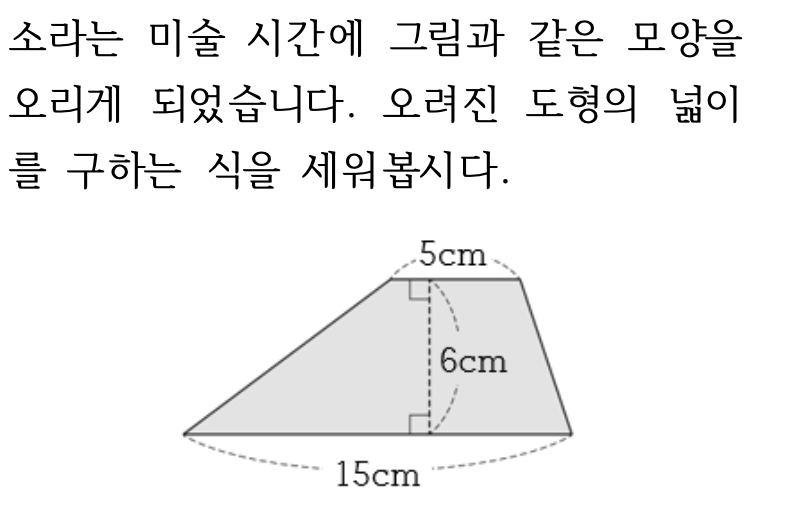 소라는 미술 시간에 그림과 같은 모양을
오리게 되었습니다. 오려진 도형의 넓이
를 구하는 식을 세워봅시다.
5cm
6cm
15cm